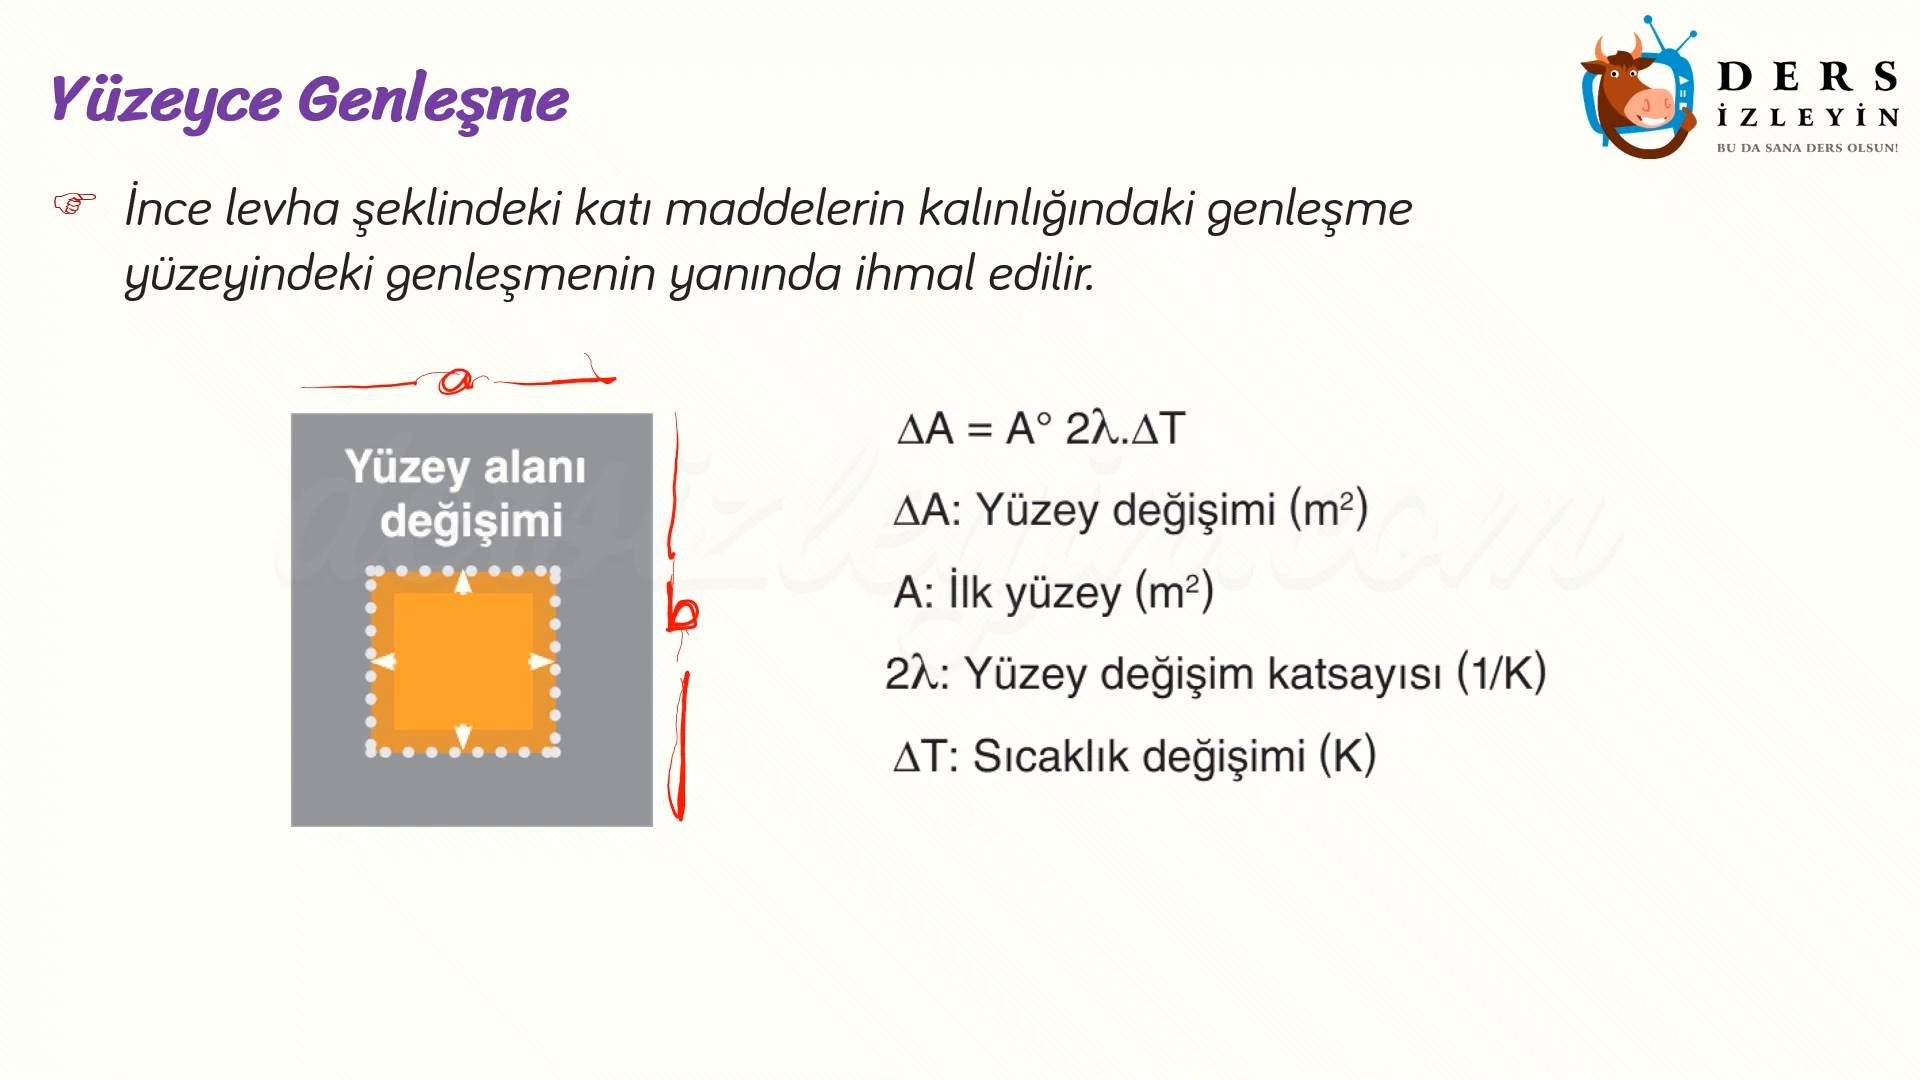 Yüzeyce Genleşme
DERS
İZLEYİN
BU DA SANA DERS OLSUN!
İnce levha şeklindeki katı maddelerin kalınlığındaki genleşme
yüzeyindeki genleşmenin yanında ihmal edilir.
a
Yüzey alanı
değişimi
b
ΔA = A° 2λ.ΔT
ΔA: Yüzey değişimi (m²)
A: İlk yüzey (m²)
2λ: Yüzey değişim katsayısı (1/K)
ΔT: Sıcaklık değişimi (K)
dersizleyin.com